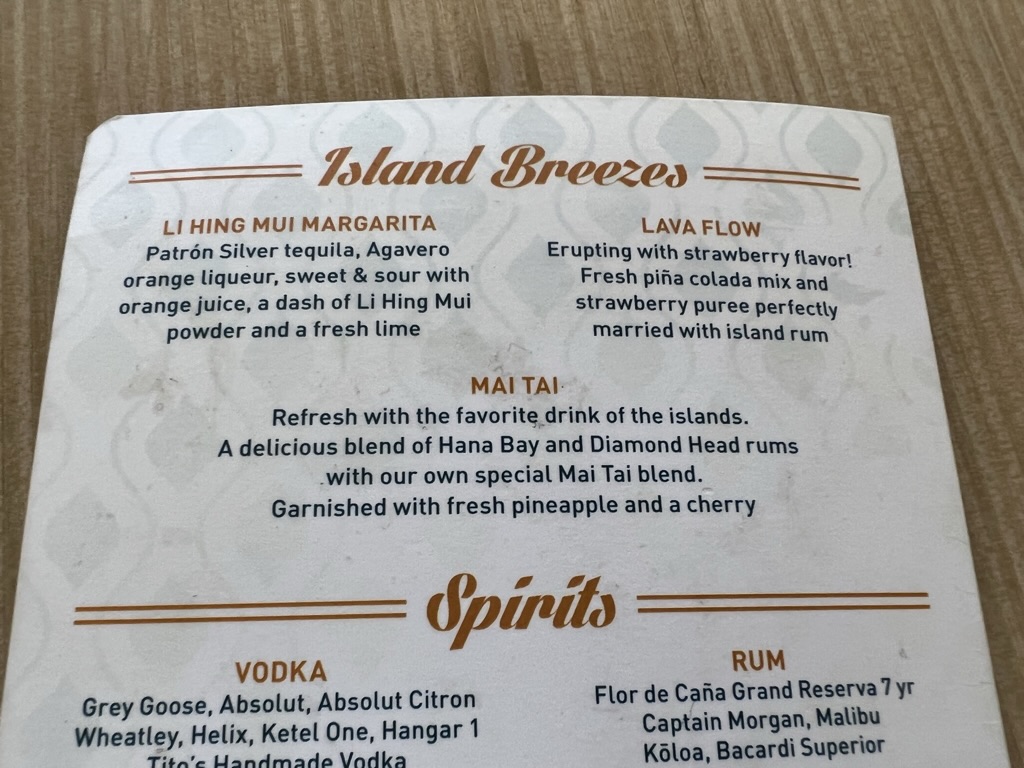 Island Breezes
LI HING MUI MARGARITA
Patrón Silver tequila, Agavero
orange liqueur, sweet & sour with
orange juice, a dash of Li Hing Mui
powder and a fresh lime
LAVA FLOW
Erupting with strawberry flavor!
Fresh piña colada mix and
strawberry puree perfectly
married with island rum
MAI TAI
Refresh with the favorite drink of the islands.
A delicious blend of Hana Bay and Diamond Head rums
with our own special Mai Tai blend.
Garnished with fresh pineapple and a cherry
Spirits
VODKA
Grey Goose, Absolut, Absolut Citron
Wheatley, Helix, Ketel One, Hangar 1
Tito's Handmade Vodka
RUM
Flor de Caña Grand Reserva 7 yr
Captain Morgan, Malibu
Kōloa, Bacardi Superior